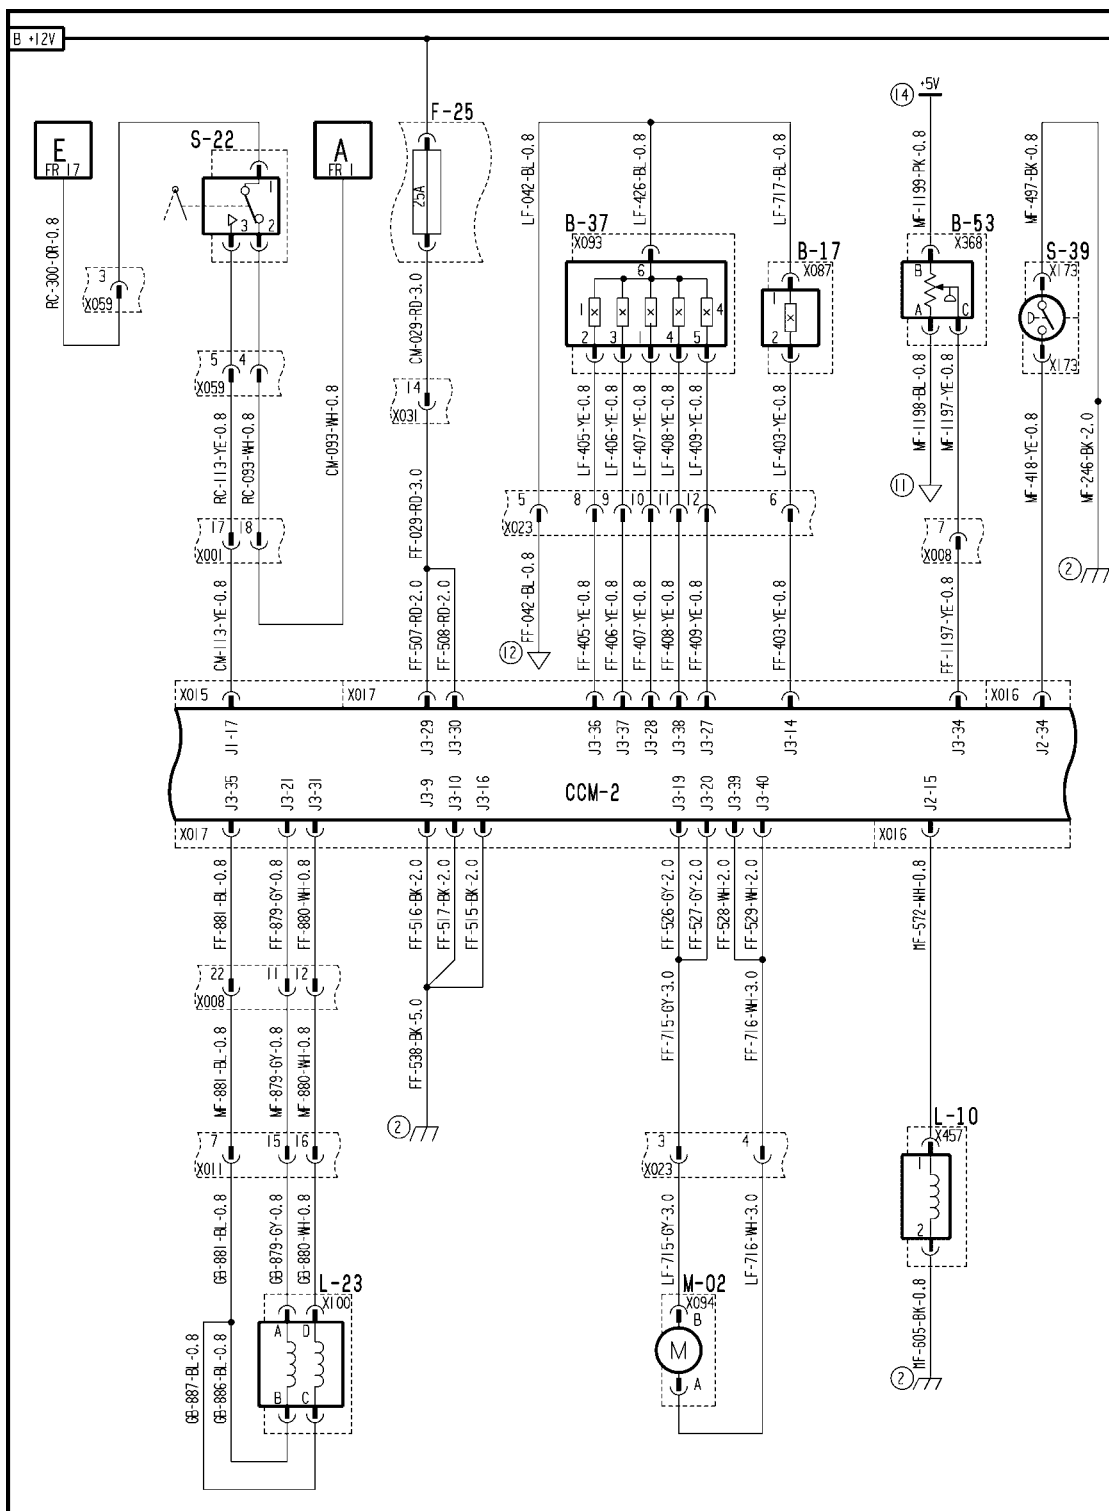 B +12V
E
FR 17
S-22
1
3
2
A
FR 1
F-25
25A
+5V
14
B-37
X093
6
1
4
2
3
1
4
5
B-17
X087
1
2
B-53
X368
B
A
C
S-39
X173
X173
RC-300-OR-0.8
3
X059
LF-042-BL-0.8
LF-426-BL-0.8
LF-717-BL-0.8
MF-1199-PK-0.8
MF-497-BK-0.8
CM-029-RD-3.0
5
4
X059
14
X031
RC-113-YE-0.8
RC-093-WH-0.8
CM-093-WH-0.8
LF-405-YE-0.8
LF-406-YE-0.8
LF-407-YE-0.8
LF-408-YE-0.8
LF-409-YE-0.8
LF-403-YE-0.8
MF-1198-BL-0.8
MF-1197-YE-0.8
MF-418-YE-0.8
MF-246-BK-2.0
11
17
18
X001
FF-029-RD-3.0
5
8
9
10
11
12
6
X023
7
X008
2
CM-113-YE-0.8
FF-507-RD-2.0
FF-508-RD-2.0
FF-042-BL-0.8
12
FF-405-YE-0.8
FF-406-YE-0.8
FF-407-YE-0.8
FF-408-YE-0.8
FF-409-YE-0.8
FF-403-YE-0.8
FF-1197-YE-0.8
X015
X017
X016
J1-17
J3-29
J3-30
J3-36
J3-37
J3-28
J3-38
J3-27
J3-14
J3-34
J2-34
CCM-2
J3-35
J3-21
J3-31
J3-9
J3-10
J3-16
J3-19
J3-20
J3-39
J3-40
J2-15
X017
X016
FF-881-BL-0.8
FF-879-GY-0.8
FF-880-WH-0.8
FF-516-BK-2.0
FF-517-BK-2.0
FF-515-BK-2.0
FF-526-GY-2.0
FF-527-GY-2.0
FF-528-WH-2.0
FF-529-WH-2.0
MF-572-WH-0.8
22
11
12
X008
MF-881-BL-0.8
MF-879-GY-0.8
MF-880-WH-0.8
FF-538-BK-5.0
FF-715-GY-3.0
FF-716-WH-3.0
2
7
15
16
X011
3
4
X023
L-10
X457
1
2
GB-881-BL-0.8
GB-879-GY-0.8
GB-880-WH-0.8
LF-715-GY-3.0
LF-716-WH-3.0
L-23
X100
A
D
B
C
M-02
X094
B
M
A
MF-605-BK-0.8
2
GB-887-BL-0.8
GB-886-BL-0.8